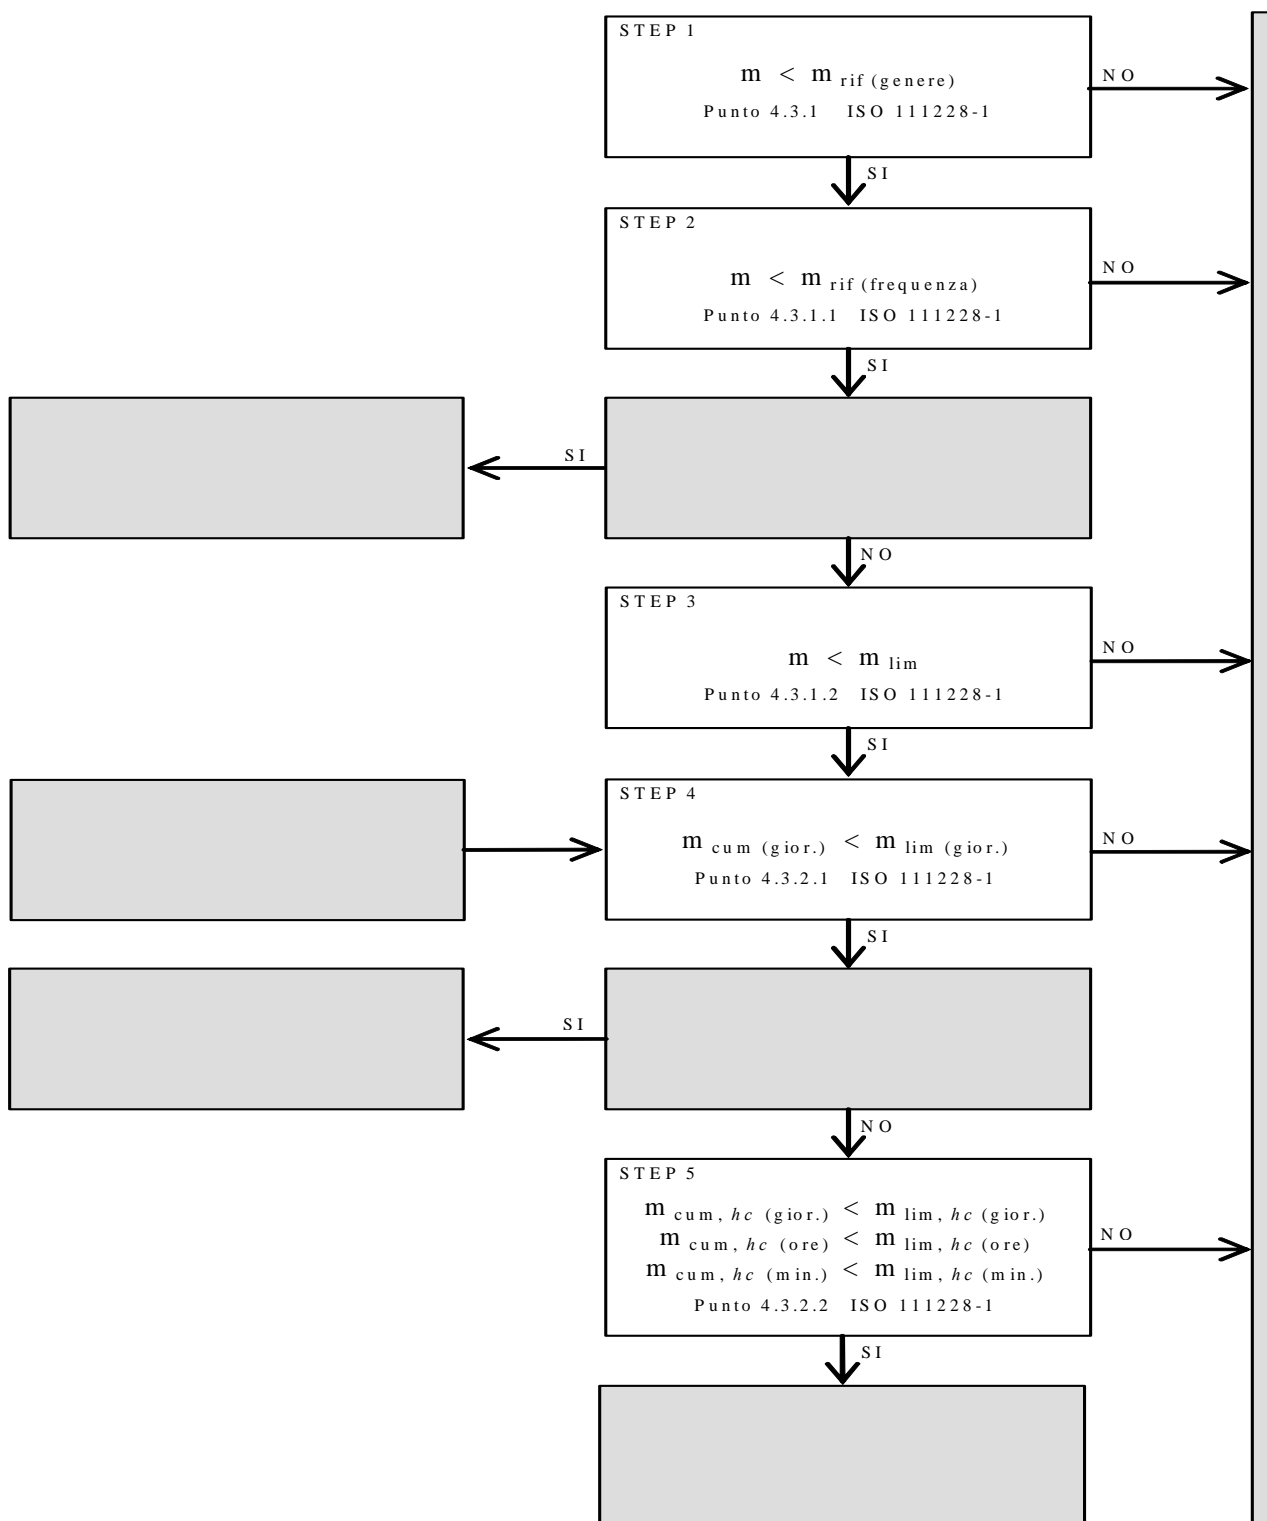 STEP 1
m < m rif (genere)
NO
Punto 4.3.1 ISO 111228-1
SI
STEP 2
m < m rif (frequenza)
NO
Punto 4.3.1.1 ISO 111228-1
SI
SI
NO
STEP 3
m < m lim
NO
Punto 4.3.1.2 ISO 111228-1
SI
STEP 4
m cum (gior.) < m lim (gior.)
NO
Punto 4.3.2.1 ISO 111228-1
SI
SI
NO
STEP 5
m cum, hc (gior.) < m lim, hc (gior.)
m cum, hc (ore) < m lim, hc (ore)
NO
m cum, hc (min.) < m lim, hc (min.)
Punto 4.3.2.2 ISO 111228-1
SI